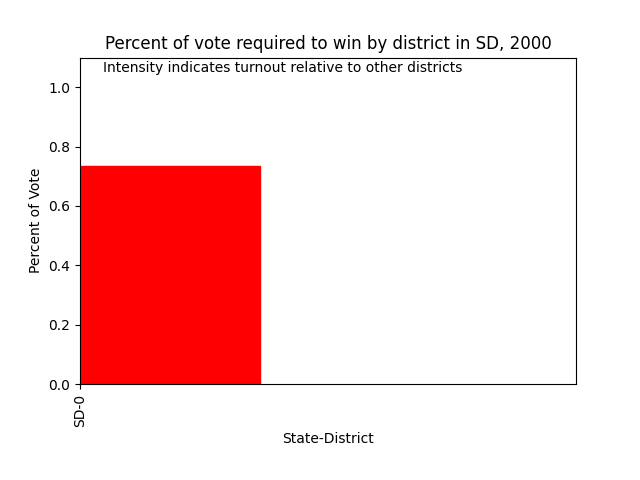 Percent of vote required to win by district in SD, 2000
Intensity indicates turnout relative to other districts
1.0
0.8
0.6
0.4
0.2
0.0
Percent of Vote
SD-0
State-District